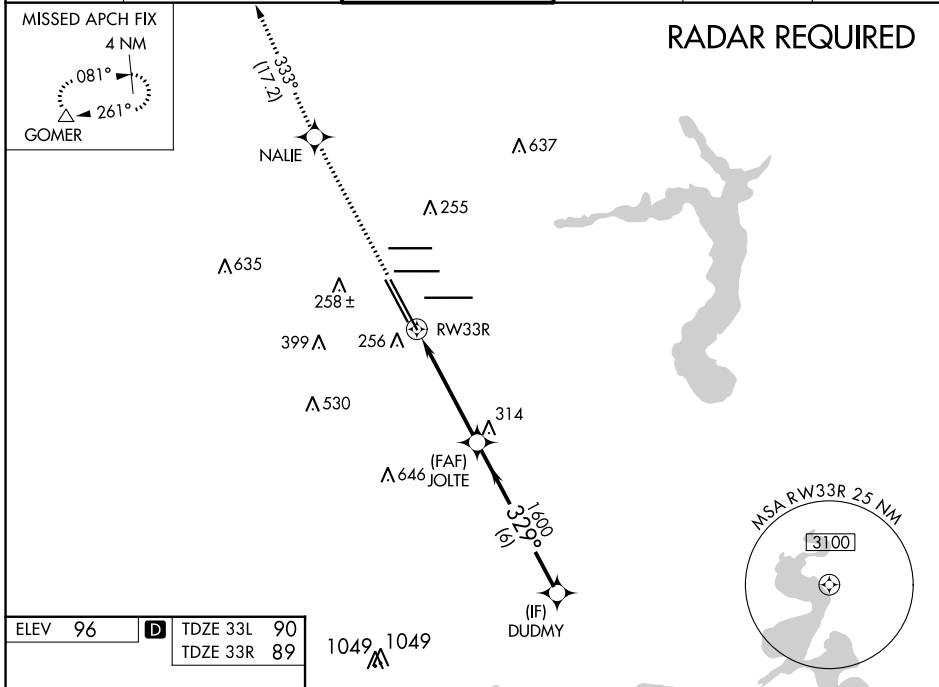 MISSED APCH FIX
4 NM
081°
261°
GOMER
RADAR REQUIRED
333°
(17.2)
NALIE
637
255
635
258 ±
RW33R
399
256
530
314
(FAF)
JOLTE
646
1600
329°
(6)
(IF)
DUDMY
MSA RW33R 25 NM
3100
ELEV 96
D
TDZE 33L 90
TDZE 33R 89
1049 1049